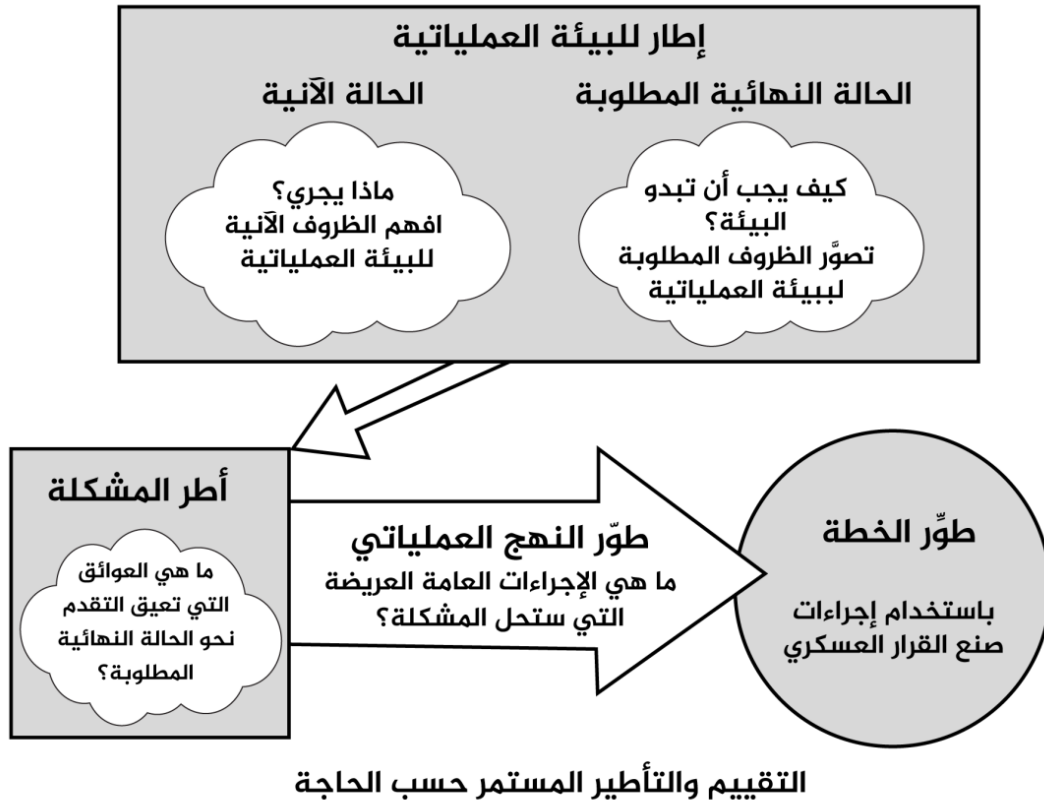 إطار للبيئة العملياتية
الحالة النهائية المطلوبة
كيف يجب أن تبدو
البيئة؟
تصوَّر الظروف المطلوبة
لبيئة العملياتية
الحالة الآنية
ماذا يجري؟
افهم الظروف الآنية
للبيئة العملياتية
أطر المشكلة
ما هي العوائق
التي تعيق التقدم
نحو الحالة النهائية
المطلوبة؟
طوّر النهج العملياتي
ما هي الإجراءات العامة العريضة
التي ستحل المشكلة؟
طوِّر الخطة
باستخدام إجراءات
صنع القرار العسكري
التقييم والتأطير المستمر حسب الحاجة